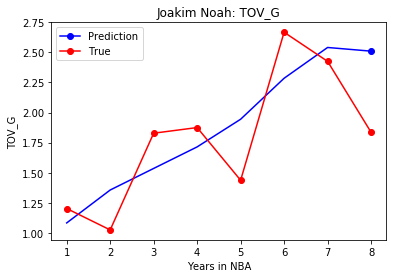 Joakim Noah: TOV_G
Prediction
True
2.75
2.50
2.25
2.00
1.75
1.50
1.25
1.00
TOV_G
1 2 3 4 5 6 7 8
Years in NBA